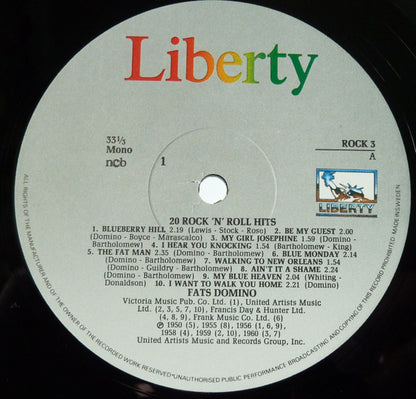 Liberty
33⅓
Mono
ncb
1
ROCK 3
A
LIBERTY
20 ROCK 'N' ROLL HITS
1. BLUEBERRY HILL 2.19 (Lewis - Stock - Rose) 2. BE MY GUEST 2.00
(Domino - Boyce - Marascalco) 3. MY GIRL JOSEPHINE 1.59 (Domino -
Bartholomew) 4. I HEAR YOU KNOCKING 1.54 (Bartholomew - King)
5. THE FAT MAN 2.35 (Domino - Bartholomew) 6. BLUE MONDAY 2.14
(Domino - Bartholomew) 7. WALKING TO NEW ORLEANS 1.54
(Domino - Guildry - Bartholomew) 8. AIN'T IT A SHAME 2.24
(Domino - Bartholomew) 9. MY BLUE HEAVEN 2.04 (Whiting -
Donaldson) 10. I WANT TO WALK YOU HOME 2.21 (Domino)
FATS DOMINO
Victoria Music Pub. Co. Ltd. (1), United Artists Music
Ltd. (2, 3, 5, 7, 10), Francis Day & Hunter Ltd.
(4, 8, 9), Frank Music Co. Ltd. (6)
℗ 1950 (5), 1955 (8), 1956 (1, 6, 9),
1958 (4), 1959 (2), 1960 (3, 7)
United Artists Music and Records Group, Inc.
ALL RIGHTS OF THE MANUFACTURER AND OF THE OWNER OF THE RECORDED WORK RESERVED • UNAUTHORISED PUBLIC PERFORMANCE BROADCASTING AND COPYING OF THIS RECORD PROHIBITED MADE IN SWEDEN